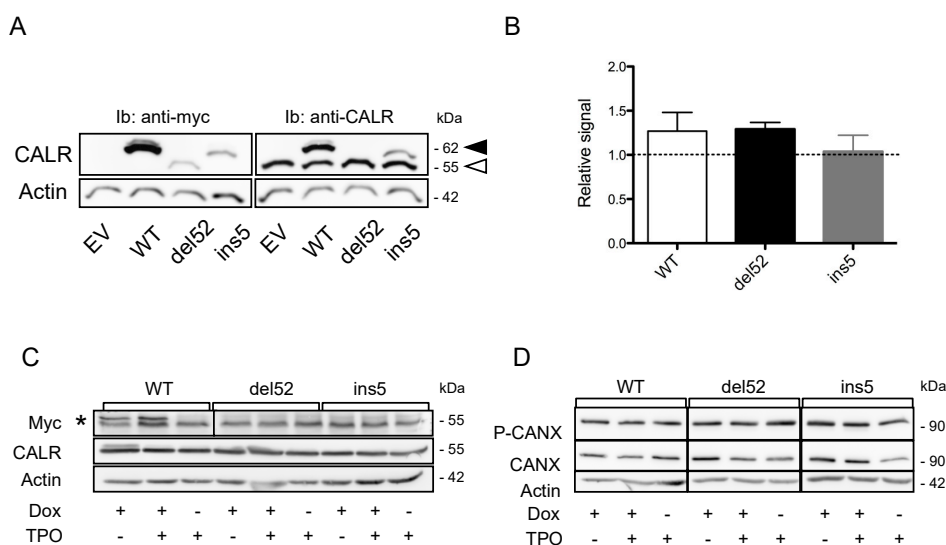 A
Ib: anti-myc Ib: anti-CALR kDa
CALR - 62
- 55
Actin - 42
EV WT del52 ins5 EV WT del52 ins5
B
Relative signal
2.0
1.5
1.0
0.5
0.0
WT del52 ins5
C
WT del52 ins5 kDa
Myc * - 55
CALR - 55
Actin - 42
Dox + + - + + - + + -
TPO - + + - + + - + +
D
WT del52 ins5 kDa
P-CANX - 90
CANX - 90
Actin - 42
Dox + + - + + - + + -
TPO - + + - + + - + +